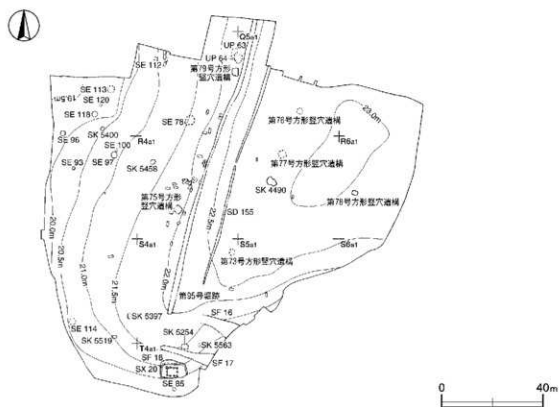 Q5a1
UP 63
UP 64
第79号方形
竪穴遺構
SE 112
SE 113
19.5m
SE 120
SE 118
SE 78
第76号方形竪穴遺構
23.0m
SK 5400
SE 96
SE 100
R4a1
R6a1
SE 93
SE 97
SK 5458
第77号方形竪穴遺構
SK 4490
第78号方形竪穴遺構
第75号方形
竪穴遺構
SD 155
20.0m
20.5m
21.0m
21.5m
22.0m
22.5m
S4a1
S5a1
S6a1
第73号方形竪穴遺構
第95号堀跡
SK 5397
SF 16
SE 114
SK 5254
SK 5519
T4a1
SK 5563
SF 18
SF 17
SX 20
SE 85
0 40m